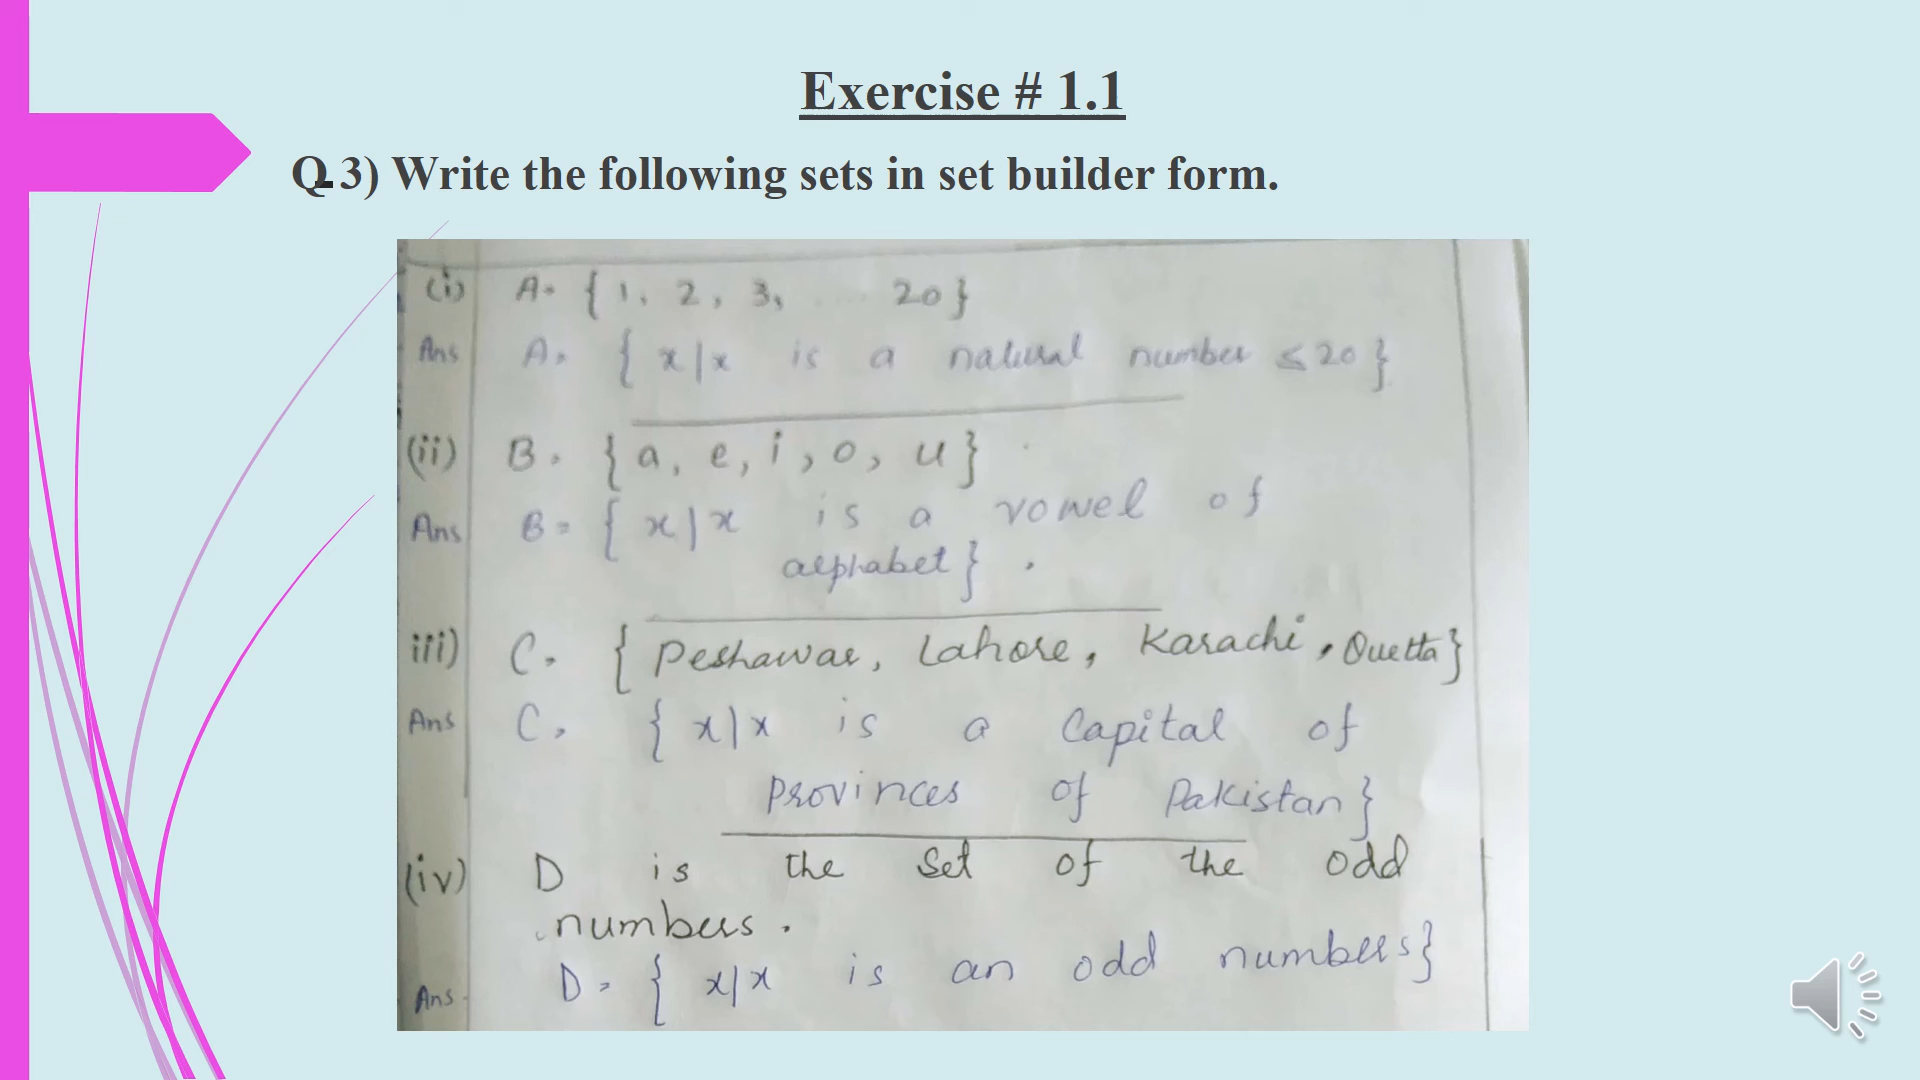 Exercise # 1.1
Q 3) Write the following sets in set builder form.
(i) A= { 1, 2, 3, ... 20}
Ans A= { x|x is a natural number ≤ 20}
(ii) B= {a, e, i, o, u}
Ans B= { x|x is a vowel of
alphabet} .
iii) C= { Peshawar, Lahore, Karachi, Quetta}
Ans C= { x|x is a Capital of
Provinces of Pakistan}
(iv) D is the Set of the odd
numbers .
Ans. D= { x|x is an odd numbers}